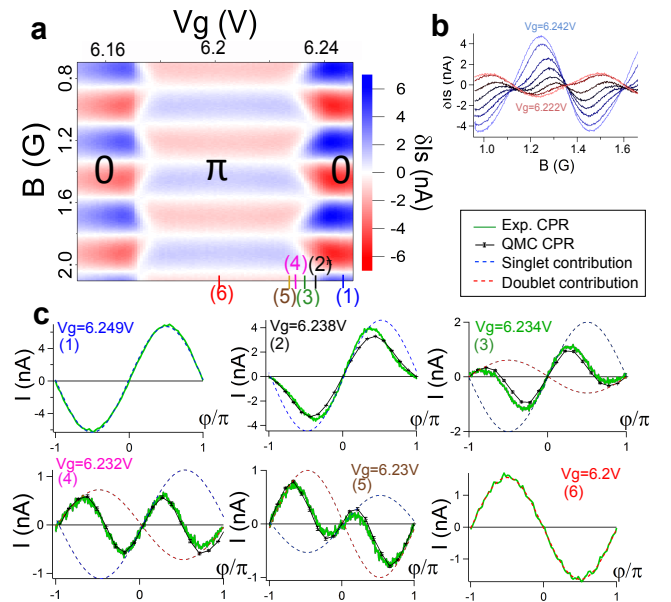 a
Vg (V)
6.16
6.2
6.24
B (G)
0.8
1.2
1.6
2.0
0
π
0
6
4
2
0
-2
-4
-6
δIs (nA)
(6)
(5)
(4)
(3)
(2)
(1)
b
Vg=6.242V
Vg=6.222V
δIs (nA)
4
2
0
-2
-4
1.0
1.2
1.4
1.6
B (G)
Exp. CPR
QMC CPR
Singlet contribution
Doublet contribution
c
Vg=6.249V
(1)
I (nA)
4
0
-4
-1
0
1
φ/π
Vg=6.238V
(2)
I (nA)
4
2
0
-2
-4
-1
0
1
φ/π
Vg=6.234V
(3)
I (nA)
2
0
-2
-1
0
1
φ/π
Vg=6.232V
(4)
I (nA)
1
0
-1
-1
0
1
φ/π
Vg=6.23V
(5)
I (nA)
1
0
-1
-1
0
1
φ/π
Vg=6.2V
(6)
I (nA)
1
0
-1
-1
0
1
φ/π